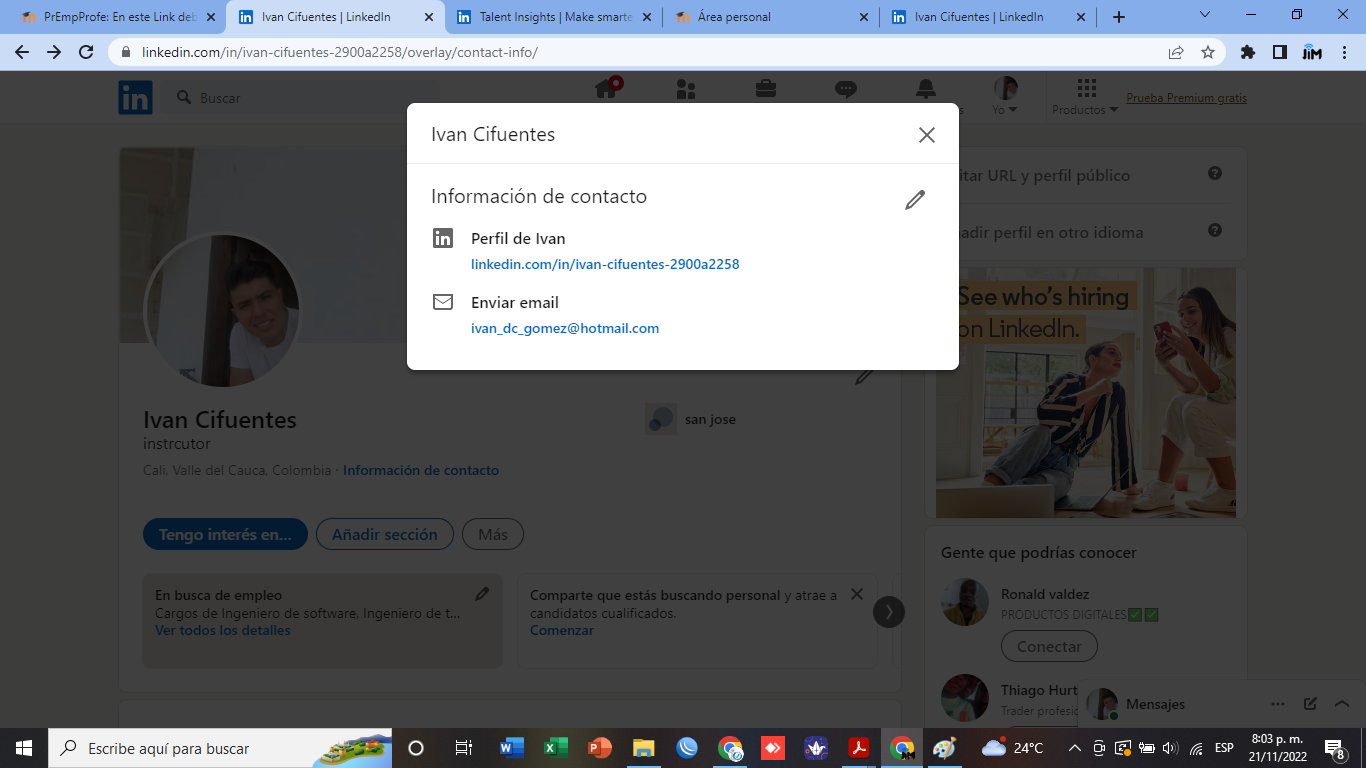 PrEmpProfe: En este Link deb
Ivan Cifuentes | LinkedIn
Talent Insights | Make smarte
Área personal
Ivan Cifuentes | LinkedIn
linkedin.com/in/ivan-cifuentes-2900a2258/overlay/contact-info/
JiM
in
Buscar
Yo
Productos
Prueba Premium gratis
Ivan Cifuentes
Información de contacto
Perfil de Ivan
linkedin.com/in/ivan-cifuentes-2900a2258
Enviar email
ivan_dc_gomez@hotmail.com
itar URL y perfil público
adir perfil en otro idioma
See who's hiring
on LinkedIn.
Ivan Cifuentes
instrcutor
Cali, Valle del Cauca, Colombia · Información de contacto
san jose
Tengo interés en...
Añadir sección
Más
En busca de empleo
Cargos de Ingeniero de software, Ingeniero de t...
Ver todos los detalles
Comparte que estás buscando personal y atrae a
candidatos cualificados.
Comenzar
Gente que podrías conocer
Ronald valdez
PRODUCTOS DIGITALES✅✅
Conectar
Thiago Hurt
Trader profesic
Mensajes
Escribe aquí para buscar
24°C
ESP
8:03 p. m.
21/11/2022
8